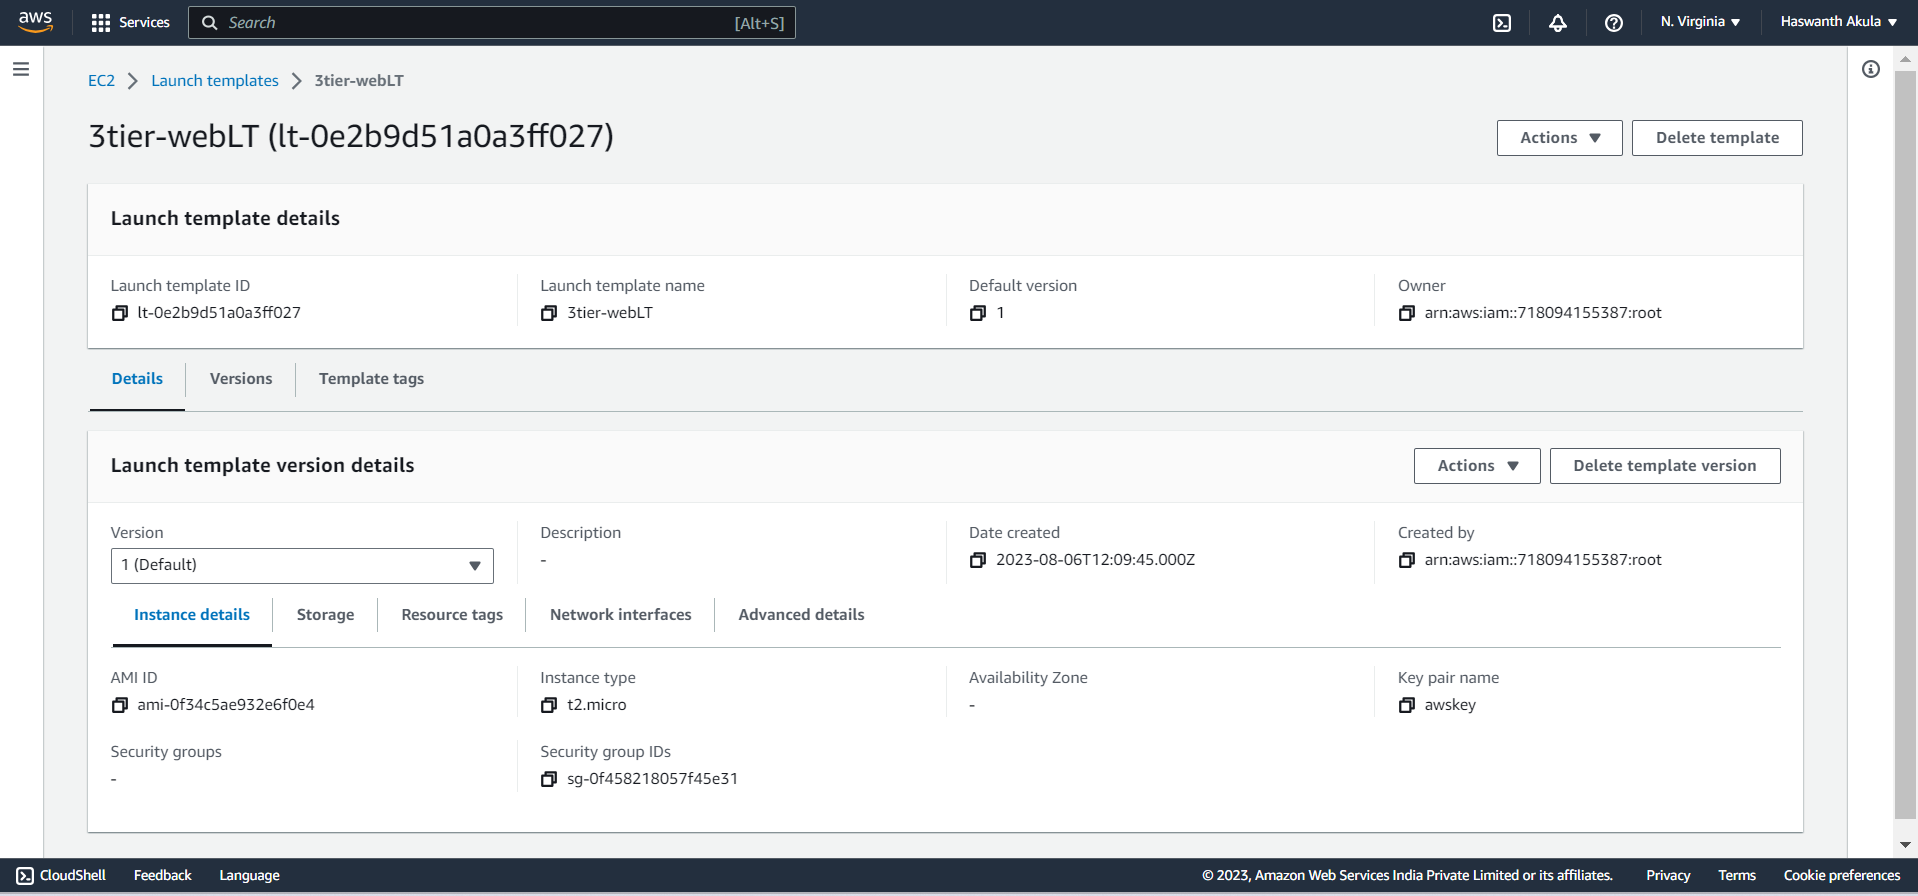 aws Services Search [Alt+S] N. Virginia Haswanth Akula
EC2 Launch templates 3tier-webLT
3tier-webLT (lt-0e2b9d51a0a3ff027) Actions Delete template
Launch template details
Launch template ID Launch template name Default version Owner
lt-0e2b9d51a0a3ff027 3tier-webLT 1 arn:aws:iam::718094155387:root
Details Versions Template tags
Launch template version details Actions Delete template version
Version Description Date created Created by
1 (Default) - 2023-08-06T12:09:45.000Z arn:aws:iam::718094155387:root
Instance details Storage Resource tags Network interfaces Advanced details
AMI ID Instance type Availability Zone Key pair name
ami-0f34c5ae932e6f0e4 t2.micro - awskey
Security groups Security group IDs
- sg-0f458218057f45e31
CloudShell Feedback Language © 2023, Amazon Web Services India Private Limited or its affiliates. Privacy Terms Cookie preferences